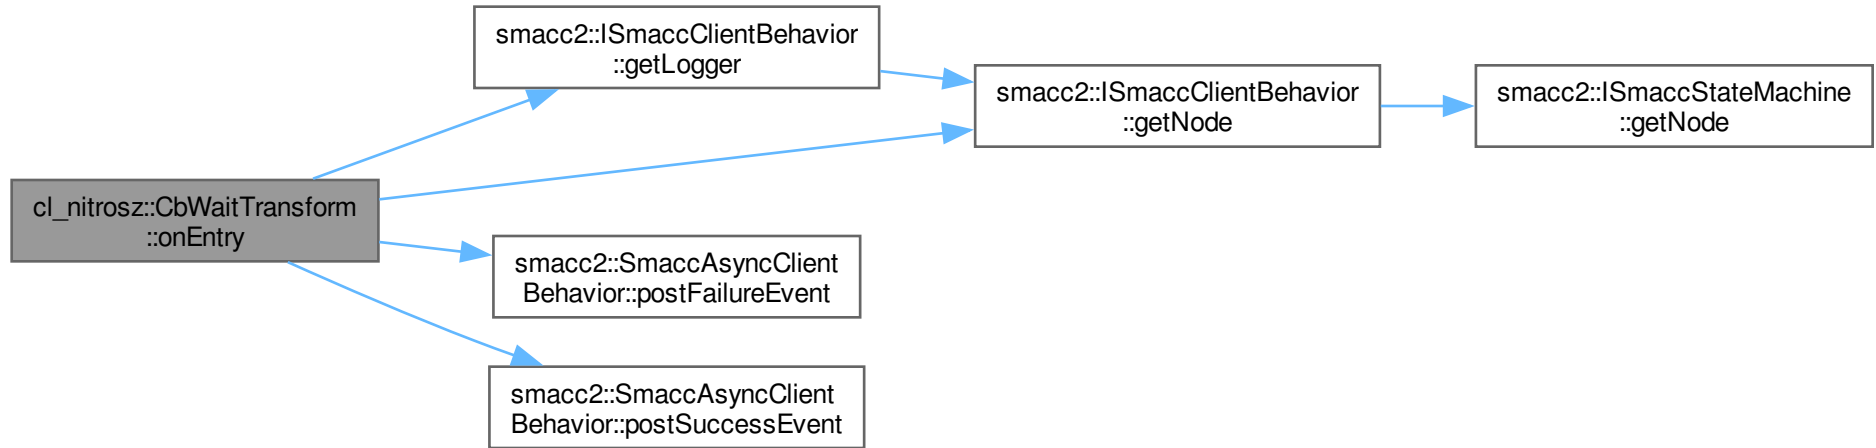 smacc2::ISmaccClientBehavior
::getLogger
smacc2::ISmaccClientBehavior
::getNode
smacc2::ISmaccStateMachine
::getNode
cl_nitrosz::CbWaitTransform
::onEntry
smacc2::SmaccAsyncClient
Behavior::postFailureEvent
smacc2::SmaccAsyncClient
Behavior::postSuccessEvent